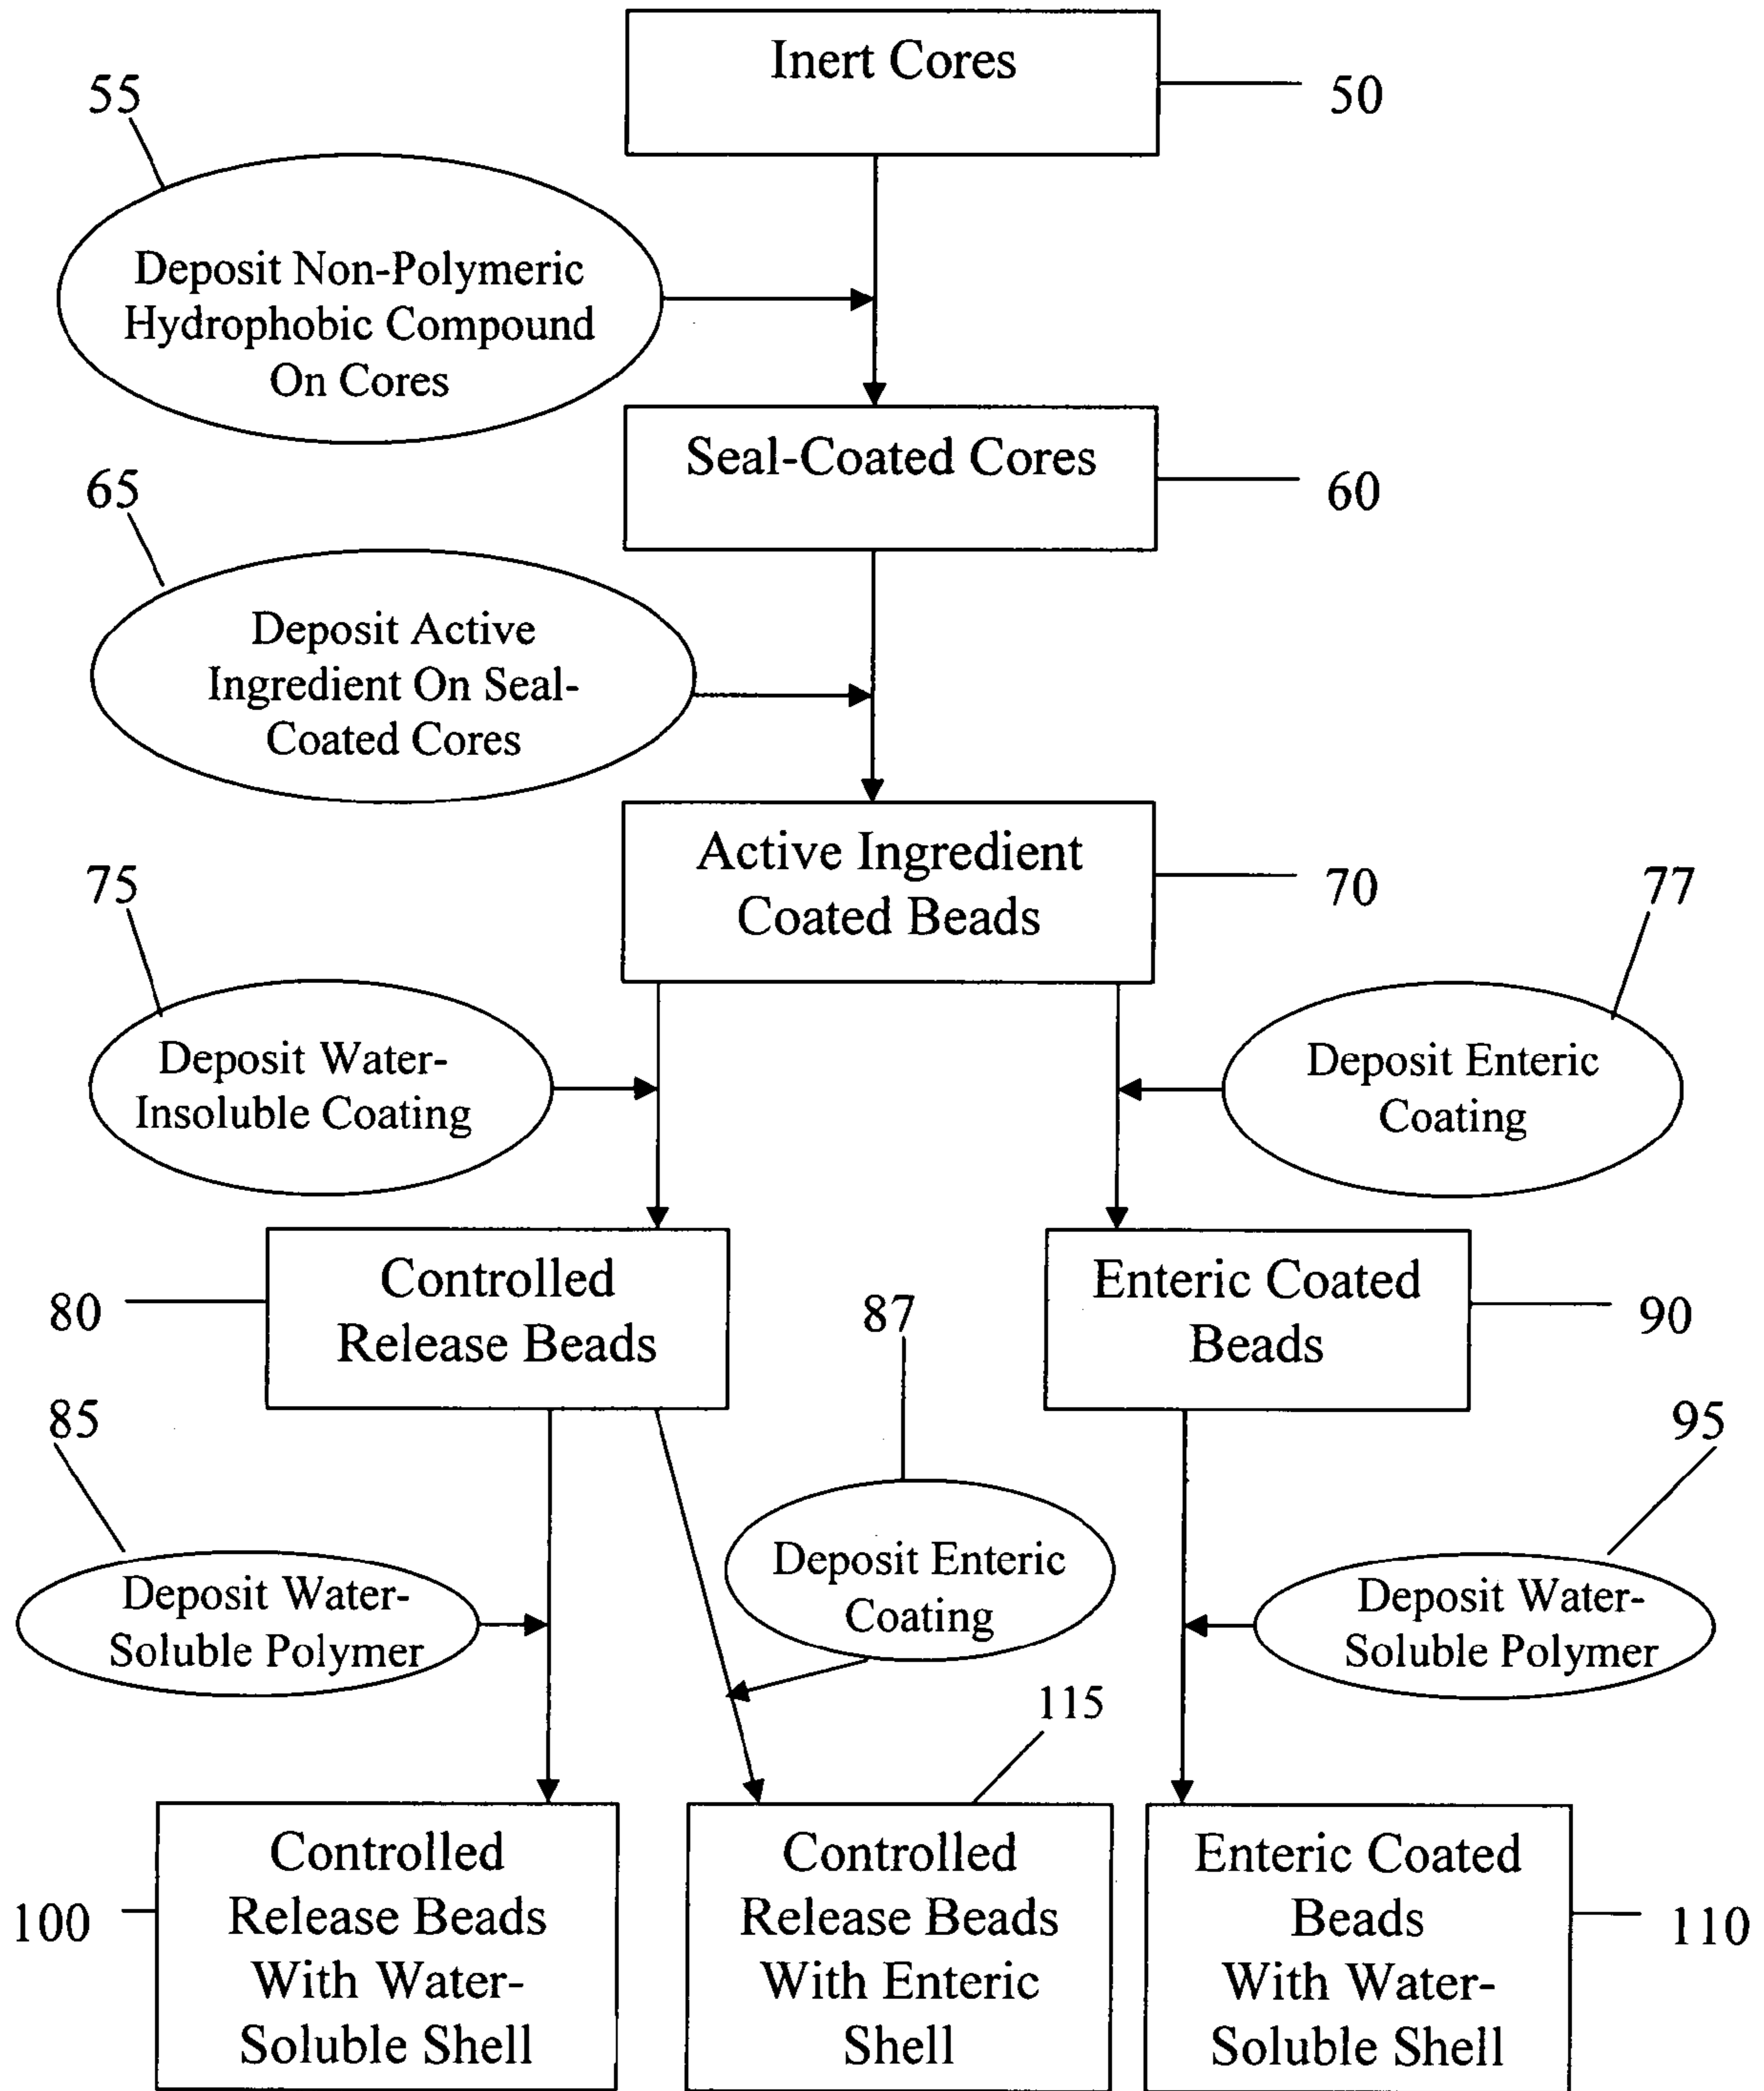 Inert Cores
50
55
Deposit Non-Polymeric
Hydrophobic Compound
On Cores
Seal-Coated Cores
60
65
Deposit Active
Ingredient On Seal-
Coated Cores
Active Ingredient
Coated Beads
70
75
77
Deposit Water-
Insoluble Coating
Deposit Enteric
Coating
Controlled
Release Beads
80
87
Enteric Coated
Beads
90
85
95
Deposit Water-
Soluble Polymer
Deposit Enteric
Coating
Deposit Water-
Soluble Polymer
115
100
Controlled
Release Beads
With Water-
Soluble Shell
Controlled
Release Beads
With Enteric
Shell
Enteric Coated
Beads
With Water-
Soluble Shell
110